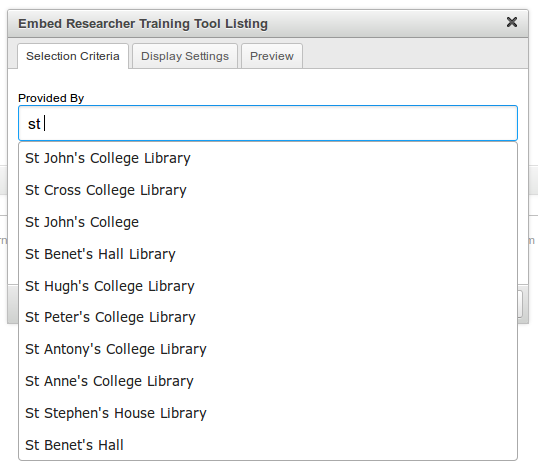 Embed Researcher Training Tool Listing
Selection Criteria Display Settings Preview
Provided By
st
St John's College Library
St Cross College Library
St John's College
St Benet's Hall Library
St Hugh's College Library
St Peter's College Library
St Antony's College Library
St Anne's College Library
St Stephen's House Library
St Benet's Hall